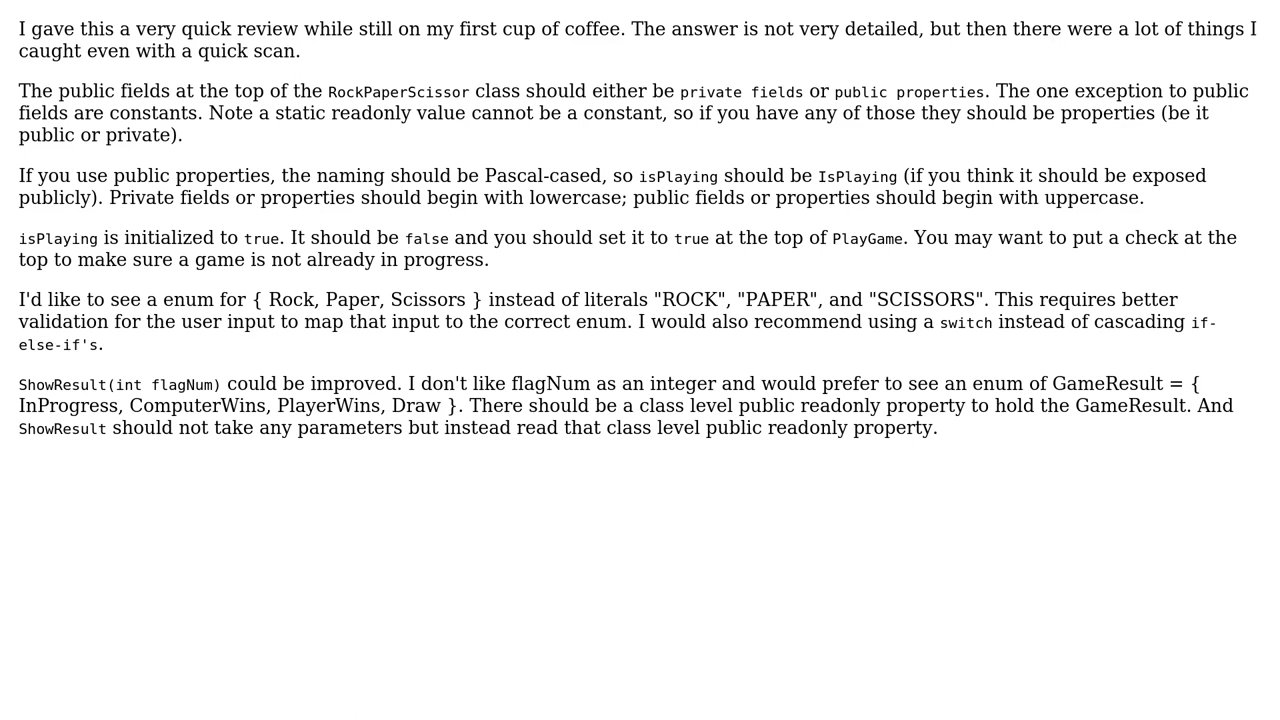 I gave this a very quick review while still on my first cup of coffee. The answer is not very detailed, but then there were a lot of things I
caught even with a quick scan.
The public fields at the top of the RockPaperScissor class should either be private fields or public properties. The one exception to public
fields are constants. Note a static readonly value cannot be a constant, so if you have any of those they should be properties (be it
public or private).
If you use public properties, the naming should be Pascal-cased, so isPlaying should be IsPlaying (if you think it should be exposed
publicly). Private fields or properties should begin with lowercase; public fields or properties should begin with uppercase.
isPlaying is initialized to true. It should be false and you should set it to true at the top of PlayGame. You may want to put a check at the
top to make sure a game is not already in progress.
I'd like to see a enum for { Rock, Paper, Scissors } instead of literals "ROCK", "PAPER", and "SCISSORS". This requires better
validation for the user input to map that input to the correct enum. I would also recommend using a switch instead of cascading if-
else-if's.
ShowResult(int flagNum) could be improved. I don't like flagNum as an integer and would prefer to see an enum of GameResult = {
InProgress, ComputerWins, PlayerWins, Draw }. There should be a class level public readonly property to hold the GameResult. And
ShowResult should not take any parameters but instead read that class level public readonly property.